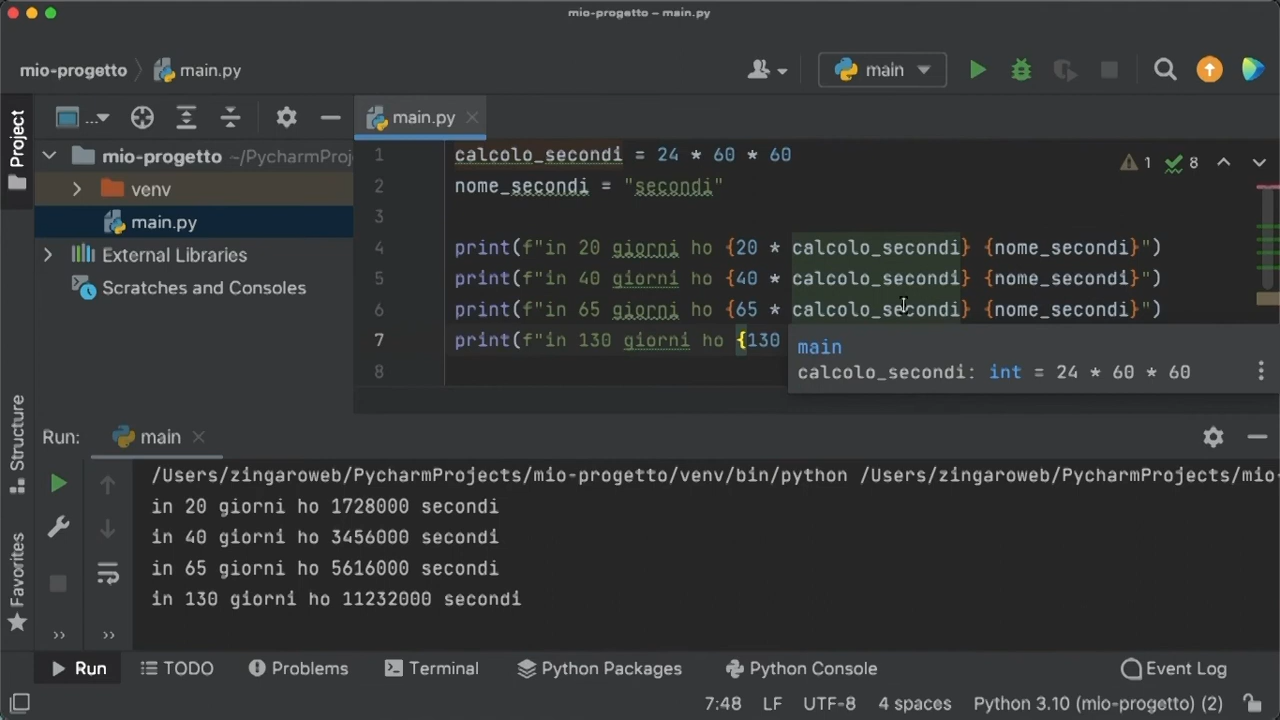 mio-progetto – main.py
mio-progetto main.py
main
Project
...
main.py
mio-progetto ~/PycharmProj
venv
main.py
External Libraries
Scratches and Consoles
1 calcolo_secondi = 24 * 60 * 60
2 nome_secondi = "secondi"
3
4 print(f"in 20 giorni ho {20 * calcolo_secondi} {nome_secondi}")
5 print(f"in 40 giorni ho {40 * calcolo_secondi} {nome_secondi}")
6 print(f"in 65 giorni ho {65 * calcolo_secondi} {nome_secondi}")
7 print(f"in 130 giorni ho {130
8
1 8
main
calcolo_secondi: int = 24 * 60 * 60
Structure
Favorites
Run: main
/Users/zingaroweb/PycharmProjects/mio-progetto/venv/bin/python /Users/zingaroweb/PycharmProjects/mio-
in 20 giorni ho 1728000 secondi
in 40 giorni ho 3456000 secondi
in 65 giorni ho 5616000 secondi
in 130 giorni ho 11232000 secondi
Run TODO Problems Terminal Python Packages Python Console Event Log
7:48 LF UTF-8 4 spaces Python 3.10 (mio-progetto) (2)